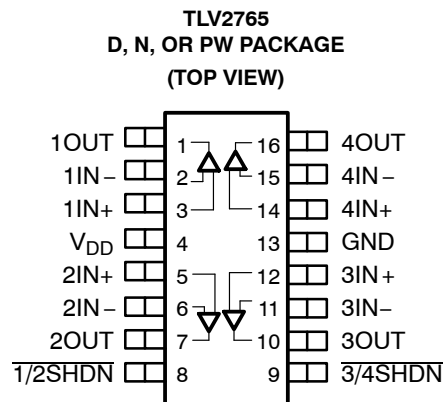 TLV2765
D, N, OR PW PACKAGE
(TOP VIEW)
1OUT 1 16 4OUT
1IN− 2 15 4IN−
1IN+ 3 14 4IN+
VDD 4 13 GND
2IN+ 5 12 3IN+
2IN− 6 11 3IN−
2OUT 7 10 3OUT
1/2SHDN 8 9 3/4SHDN